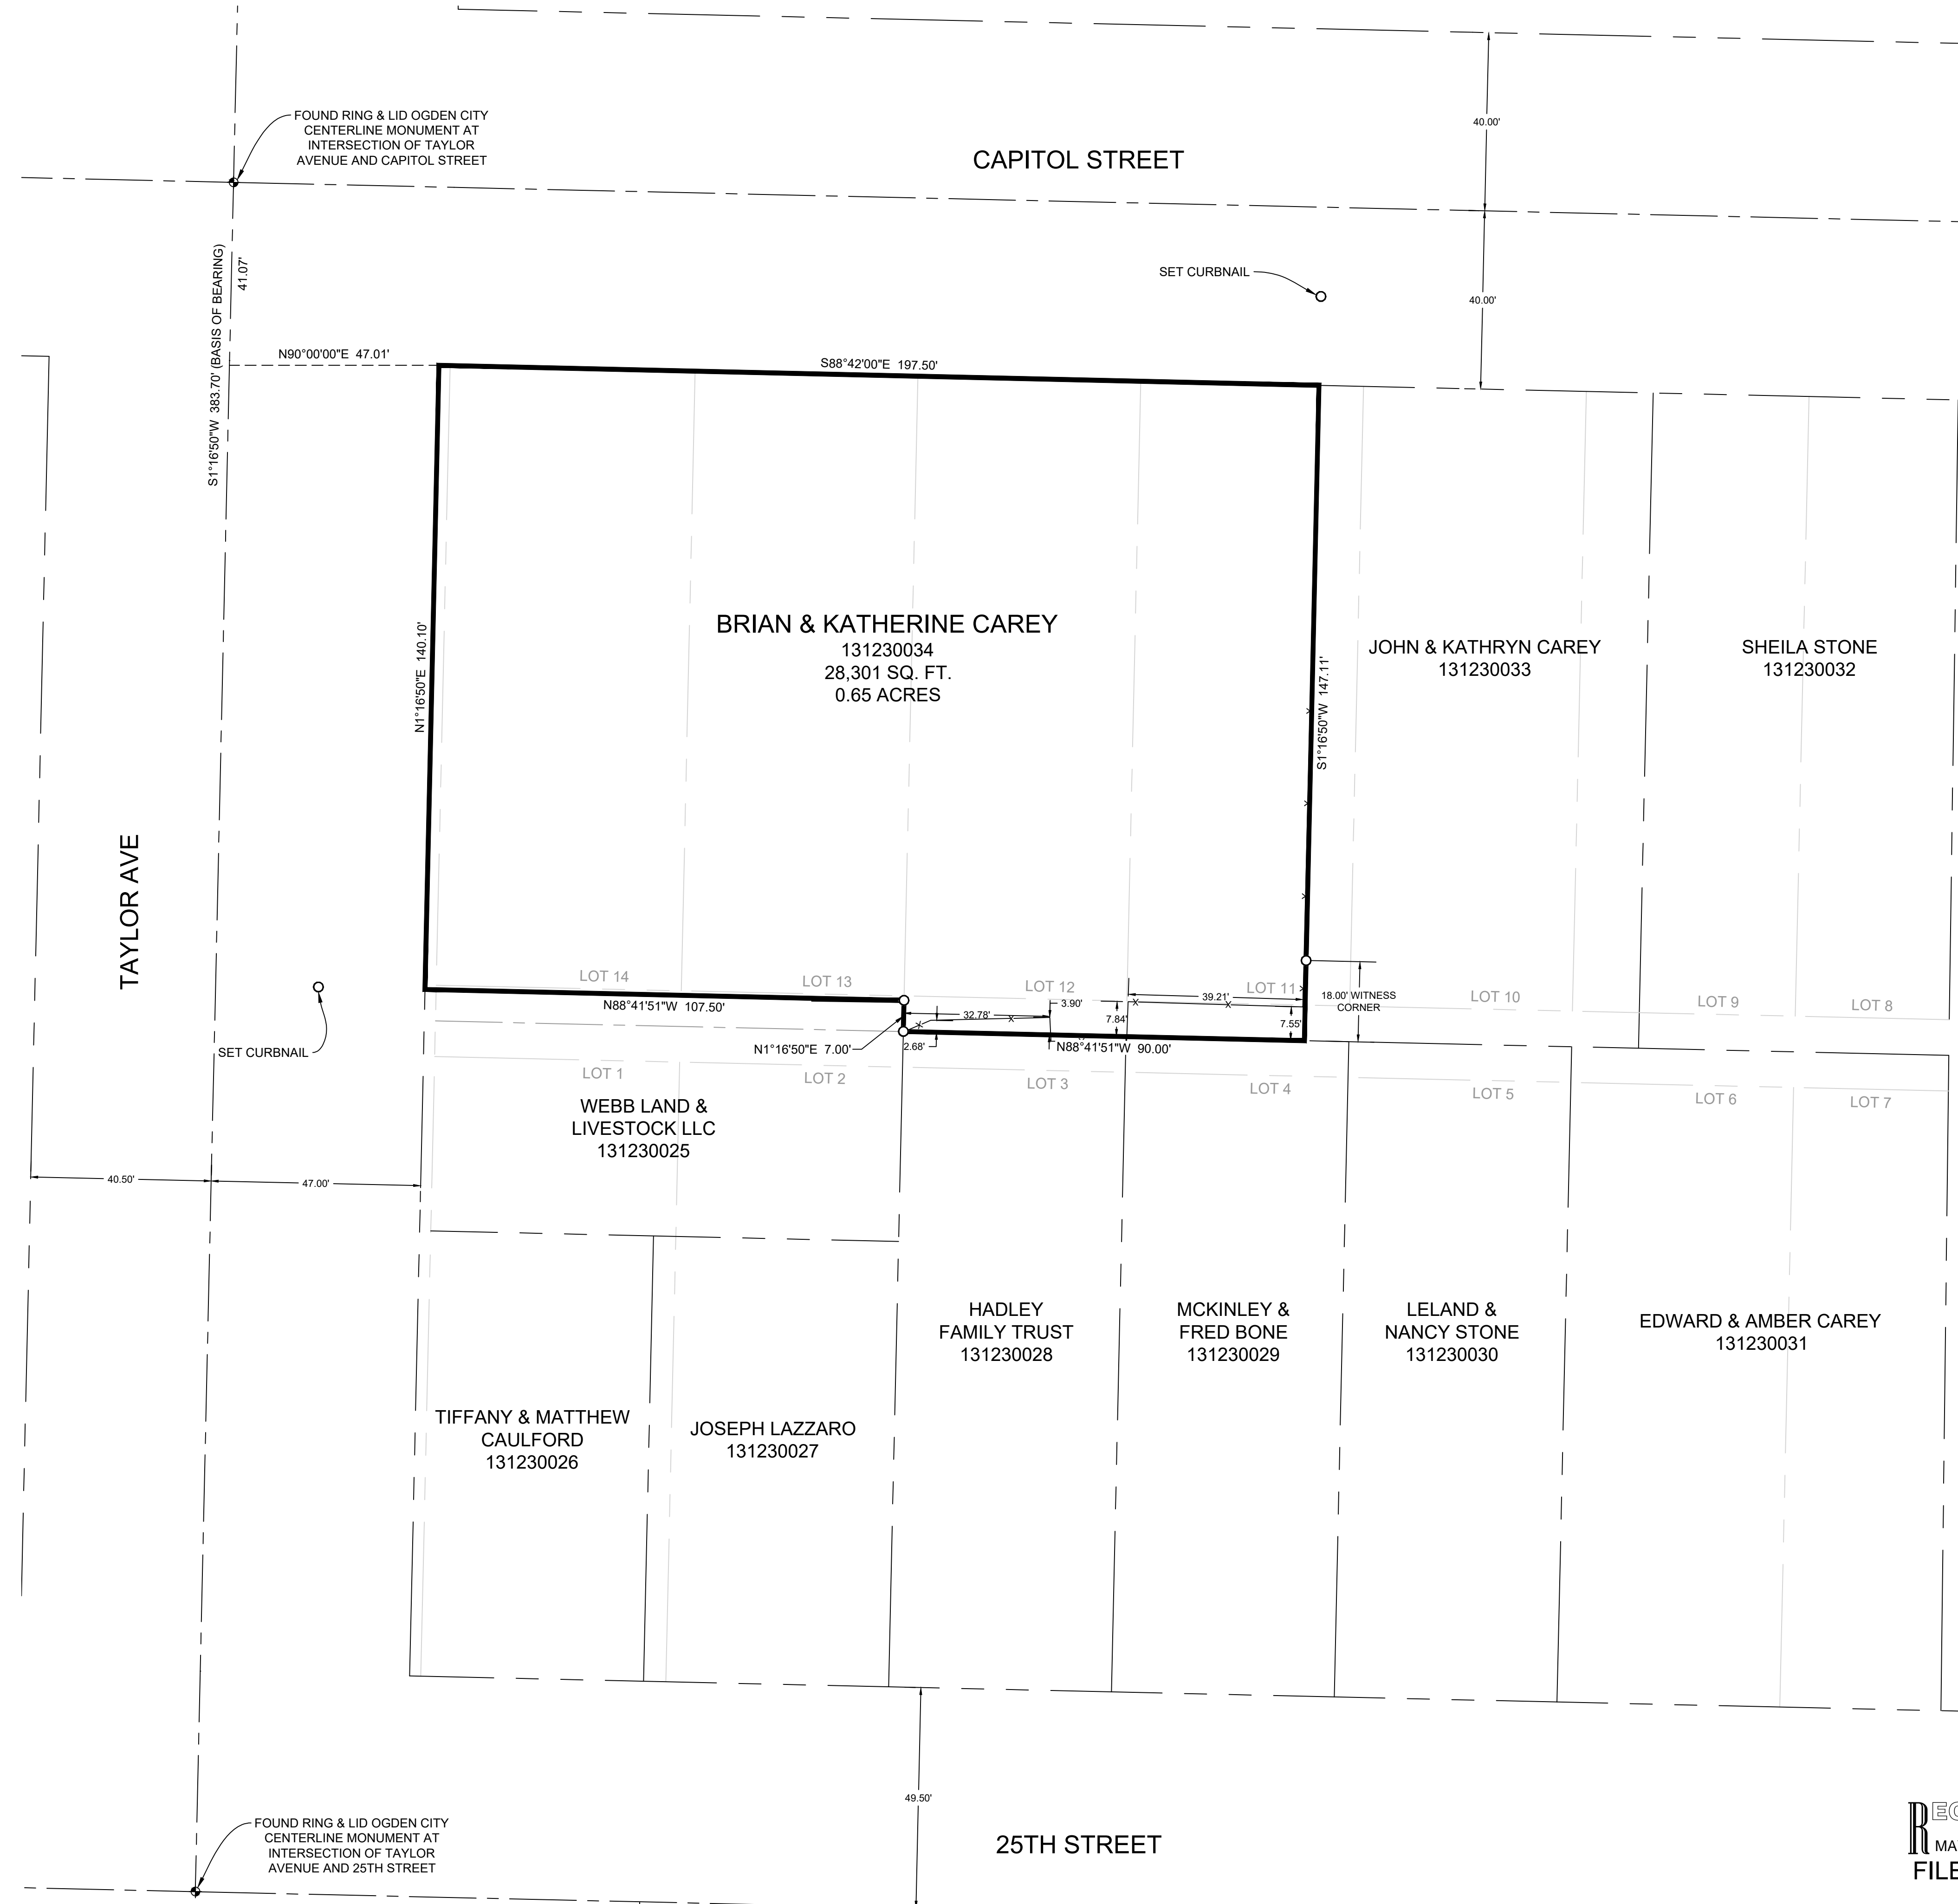 FOUND RING & LID OGDEN CITY
CENTERLINE MONUMENT AT
INTERSECTION OF TAYLOR
AVENUE AND CAPITOL STREET
CAPITOL STREET
40.00'
40.00'
SET CURBNAIL
S1°16'50"W 383.70' (BASIS OF BEARING)
41.07'
N90°00'00"E 47.01'
S88°42'00"E 197.50'
N1°16'50"E 140.10'
BRIAN & KATHERINE CAREY
131230034
28,301 SQ. FT.
0.65 ACRES
S1°16'50"W 147.11'
JOHN & KATHRYN CAREY
131230033
SHEILA STONE
131230032
TAYLOR AVE
LOT 14
LOT 13
LOT 12
LOT 11
LOT 10
LOT 9
LOT 8
N88°41'51"W 107.50'
32.78'
3.90'
7.84'
39.21'
7.55'
18.00' WITNESS
CORNER
SET CURBNAIL
N1°16'50"E 7.00'
2.68'
N88°41'51"W 90.00'
LOT 1
LOT 2
LOT 3
LOT 4
LOT 5
LOT 6
LOT 7
WEBB LAND &
LIVESTOCK LLC
131230025
40.50'
47.00'
HADLEY
FAMILY TRUST
131230028
MCKINLEY &
FRED BONE
131230029
LELAND &
NANCY STONE
131230030
EDWARD & AMBER CAREY
131230031
TIFFANY & MATTHEW
CAULFORD
131230026
JOSEPH LAZZARO
131230027
49.50'
25TH STREET
FOUND RING & LID OGDEN CITY
CENTERLINE MONUMENT AT
INTERSECTION OF TAYLOR
AVENUE AND 25TH STREET